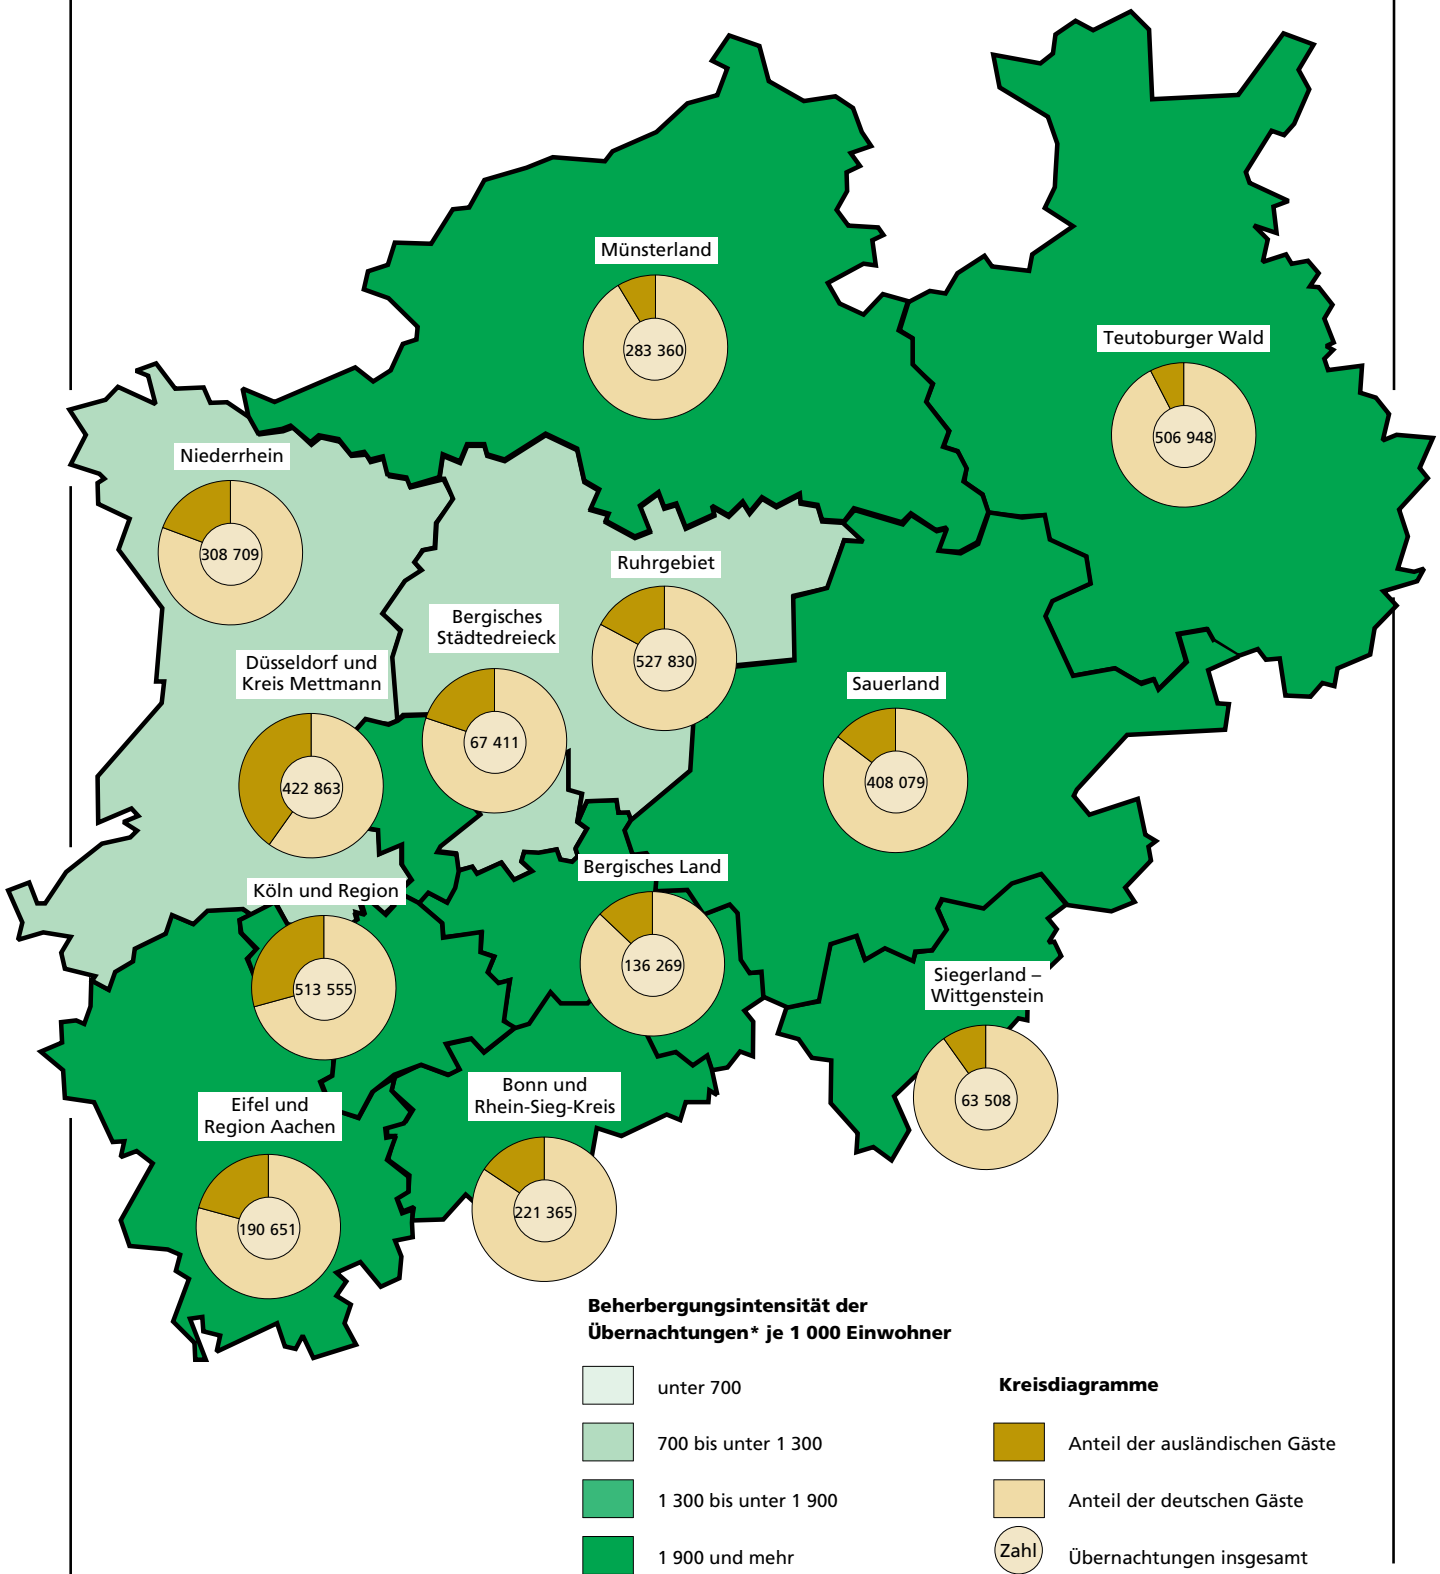 Münsterland
283 360
Teutoburger Wald
506 948
Niederrhein
308 709
Ruhrgebiet
527 830
Bergisches
Städtedreieck
67 411
Düsseldorf und
Kreis Mettmann
422 863
Sauerland
408 079
Bergisches Land
136 269
Köln und Region
513 555
Siegerland –
Wittgenstein
63 508
Bonn und
Rhein-Sieg-Kreis
221 365
Eifel und
Region Aachen
190 651
Beherbergungsintensität der
Übernachtungen* je 1 000 Einwohner
unter 700
700 bis unter 1 300
1 300 bis unter 1 900
1 900 und mehr
Kreisdiagramme
Anteil der ausländischen Gäste
Anteil der deutschen Gäste
Zahl Übernachtungen insgesamt